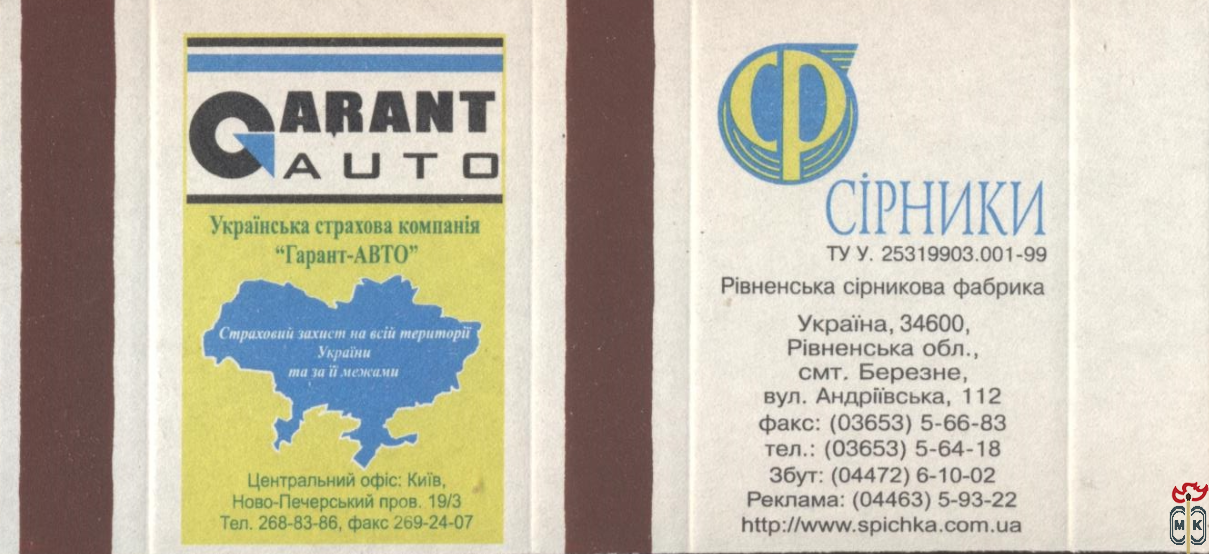 GARANT
AUTO
Українська страхова компанія
“Гарант-АВТО”
Страховий захист на всій території
України
та за її межами
Центральний офіс: Київ,
Ново-Печерський пров. 19/3
Тел. 268-83-86, факс 269-24-07
СР
СІРНИКИ
ТУ У. 25319903.001-99
Рівненська сірникова фабрика
Україна, 34600,
Рівненська обл.,
смт. Березне,
вул. Андріївська, 112
факс: (03653) 5-66-83
тел.: (03653) 5-64-18
Збут: (04472) 6-10-02
Реклама: (04463) 5-93-22
http://www.spichka.com.ua
МК